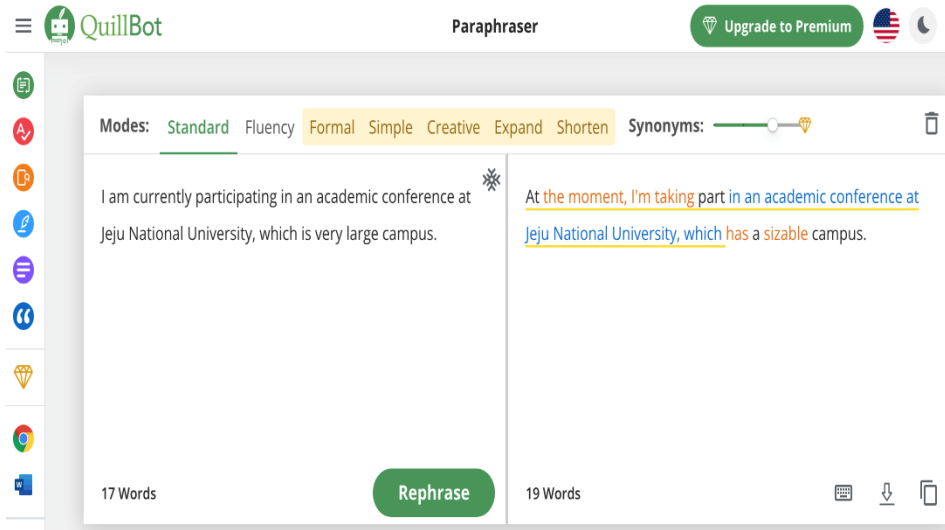 QuillBot
Paraphraser
Upgrade to Premium
Modes: Standard Fluency Formal Simple Creative Expand Shorten Synonyms:
I am currently participating in an academic conference at
Jeju National University, which is very large campus.
At the moment, I'm taking part in an academic conference at
Jeju National University, which has a sizable campus.
17 Words
Rephrase
19 Words